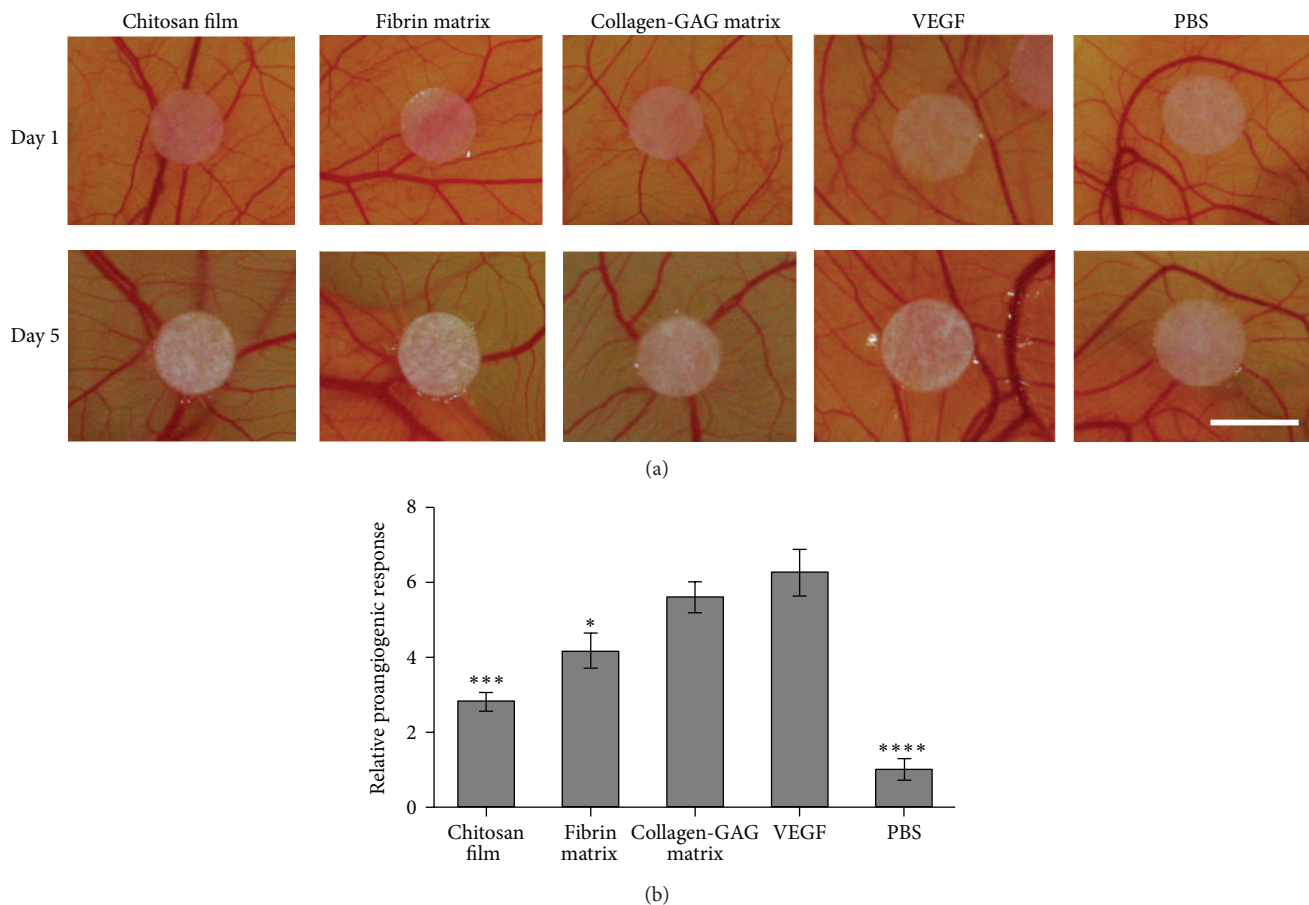 Chitosan film Fibrin matrix Collagen-GAG matrix VEGF PBS
Day 1
Day 5
(a)
Relative proangiogenic response
8
6
4
2
0
***
*
****
Chitosan film
Fibrin matrix
Collagen-GAG matrix
VEGF
PBS
(b)